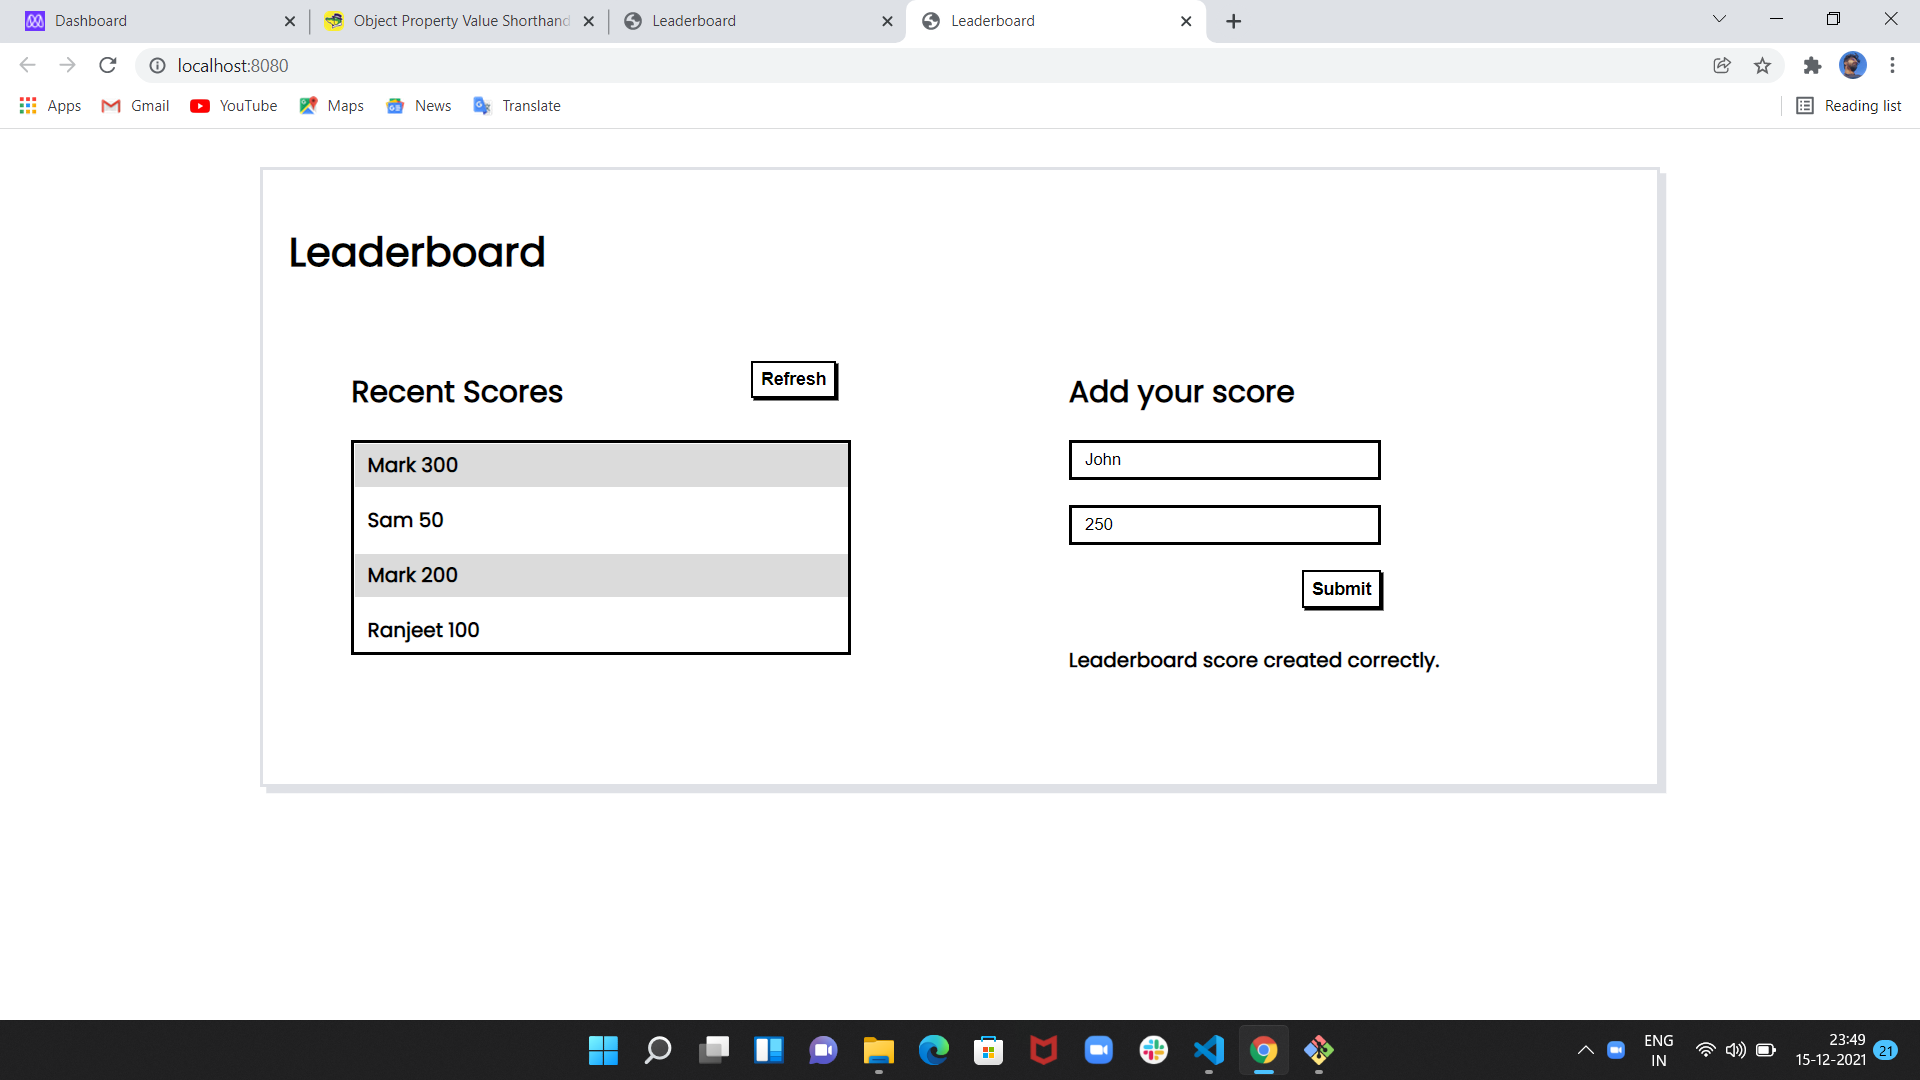 Dashboard
Object Property Value Shorthand
Leaderboard
Leaderboard
localhost:8080
Apps
Gmail
YouTube
Maps
News
Translate
Reading list
Leaderboard
Recent Scores
Refresh
Mark 300
Sam 50
Mark 200
Ranjeet 100
Add your score
John
250
Submit
Leaderboard score created correctly.
ENG
IN
23:49
15-12-2021
21